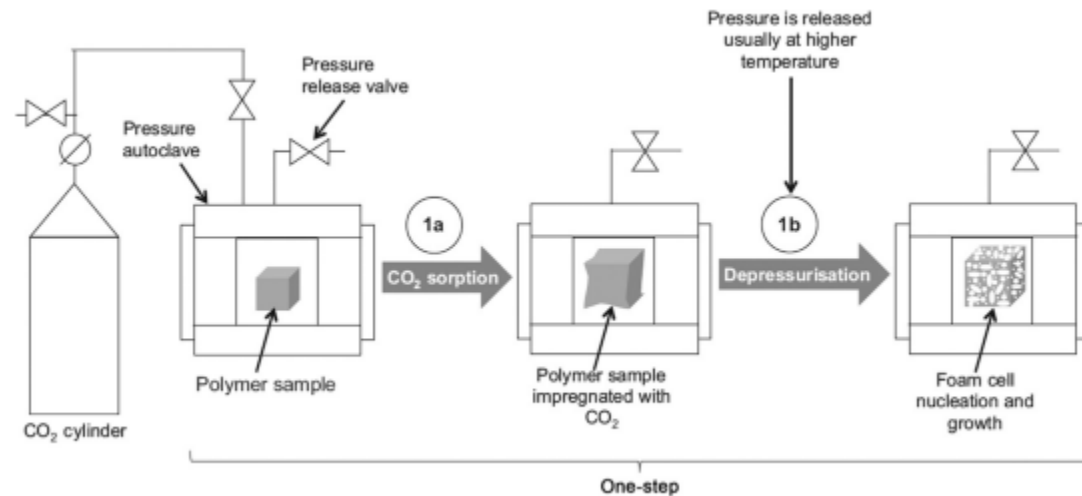 Pressure is released
usually at higher
temperature
Pressure
release valve
Pressure
autoclave
1a
1b
CO₂ sorption
Depressurisation
Polymer sample
Polymer sample
impregnated with
CO₂
Foam cell
nucleation and
growth
CO₂ cylinder
One-step